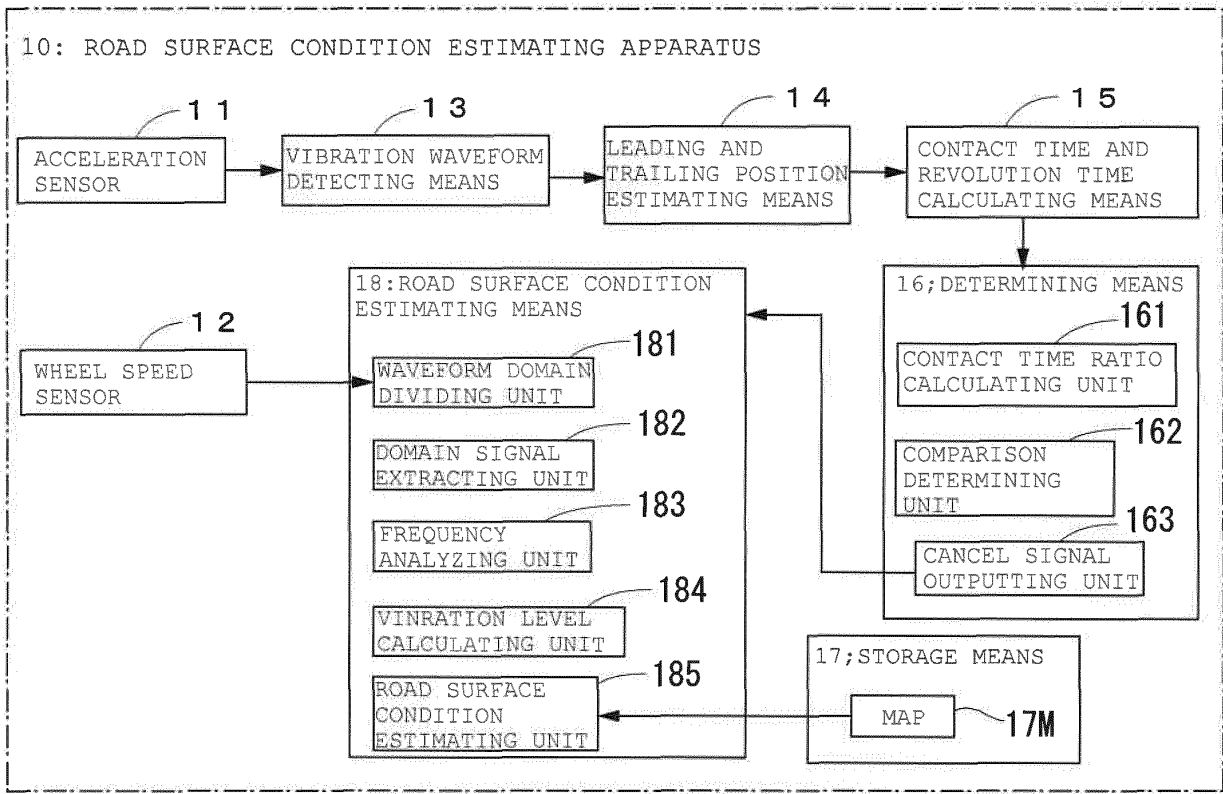 10: ROAD SURFACE CONDITION ESTIMATING APPARATUS
11
ACCELERATION
SENSOR
13
VIBRATION WAVEFORM
DETECTING MEANS
14
LEADING AND
TRAILING POSITION
ESTIMATING MEANS
15
CONTACT TIME AND
REVOLUTION TIME
CALCULATING MEANS
12
WHEEL SPEED
SENSOR
18:ROAD SURFACE CONDITION
ESTIMATING MEANS
181
WAVEFORM DOMAIN
DIVIDING UNIT
182
DOMAIN SIGNAL
EXTRACTING UNIT
183
FREQUENCY
ANALYZING UNIT
184
VINRATION LEVEL
CALCULATING UNIT
185
ROAD SURFACE
CONDITION
ESTIMATING UNIT
16;DETERMINING MEANS
161
CONTACT TIME RATIO
CALCULATING UNIT
162
COMPARISON
DETERMINING
UNIT
163
CANCEL SIGNAL
OUTPUTTING UNIT
17;STORAGE MEANS
MAP
17M